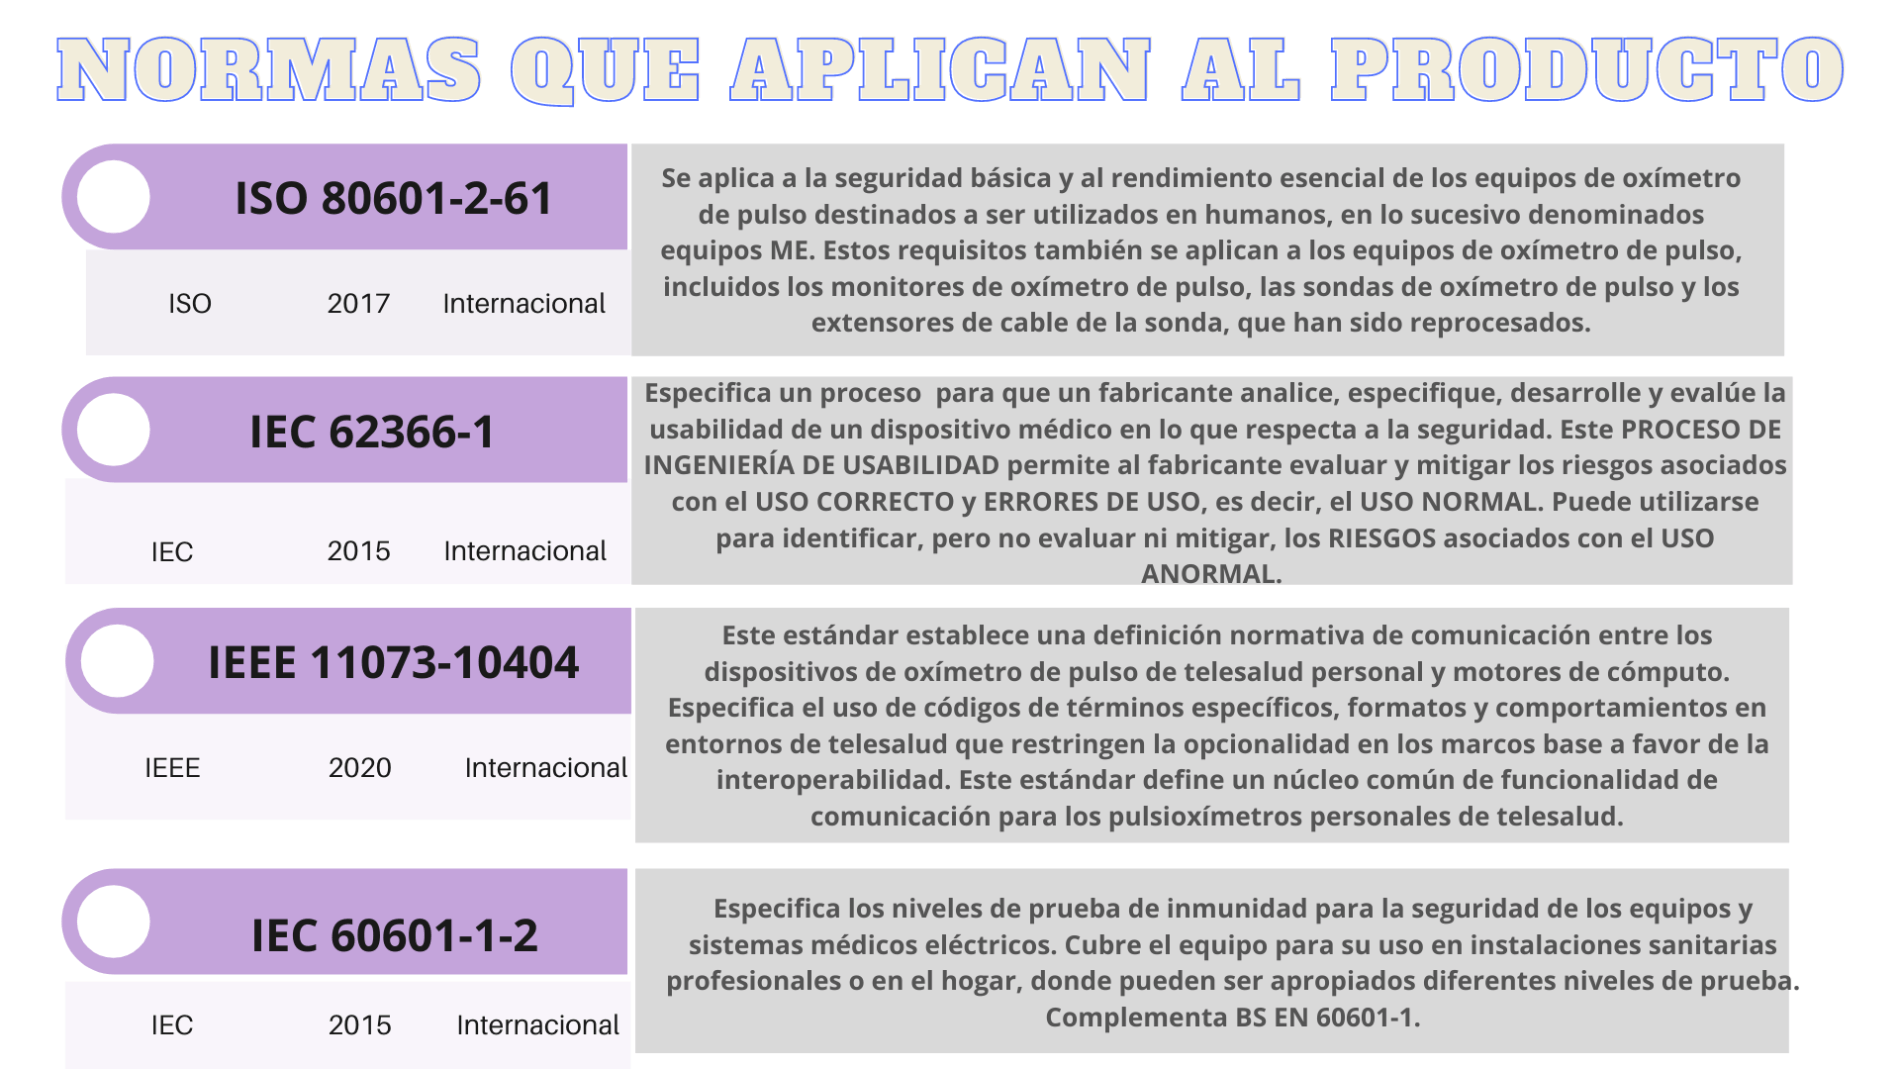 NORMAS QUE APLICAN AL PRODUCTO
ISO 80601-2-61
ISO 2017 Internacional
Se aplica a la seguridad básica y al rendimiento esencial de los equipos de oxímetro
de pulso destinados a ser utilizados en humanos, en lo sucesivo denominados
equipos ME. Estos requisitos también se aplican a los equipos de oxímetro de pulso,
incluidos los monitores de oxímetro de pulso, las sondas de oxímetro de pulso y los
extensores de cable de la sonda, que han sido reprocesados.
IEC 62366-1
IEC 2015 Internacional
Especifica un proceso para que un fabricante analice, especifique, desarrolle y evalúe la
usabilidad de un dispositivo médico en lo que respecta a la seguridad. Este PROCESO DE
INGENIERÍA DE USABILIDAD permite al fabricante evaluar y mitigar los riesgos asociados
con el USO CORRECTO y ERRORES DE USO, es decir, el USO NORMAL. Puede utilizarse
para identificar, pero no evaluar ni mitigar, los RIESGOS asociados con el USO
ANORMAL.
IEEE 11073-10404
IEEE 2020 Internacional
Este estándar establece una definición normativa de comunicación entre los
dispositivos de oxímetro de pulso de telesalud personal y motores de cómputo.
Especifica el uso de códigos de términos específicos, formatos y comportamientos en
entornos de telesalud que restringen la opcionalidad en los marcos base a favor de la
interoperabilidad. Este estándar define un núcleo común de funcionalidad de
comunicación para los pulsioxímetros personales de telesalud.
IEC 60601-1-2
IEC 2015 Internacional
Especifica los niveles de prueba de inmunidad para la seguridad de los equipos y
sistemas médicos eléctricos. Cubre el equipo para su uso en instalaciones sanitarias
profesionales o en el hogar, donde pueden ser apropiados diferentes niveles de prueba.
Complementa BS EN 60601-1.